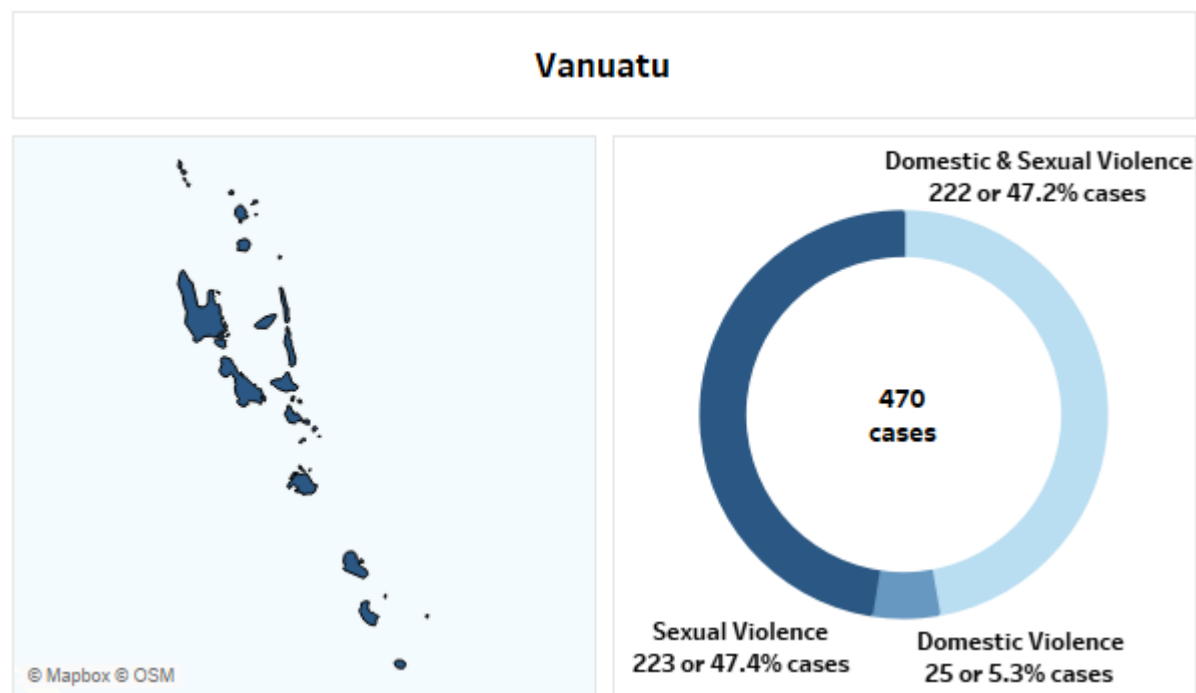 Vanuatu
© Mapbox © OSM
Domestic & Sexual Violence
222 or 47.2% cases
470
cases
Sexual Violence
223 or 47.4% cases
Domestic Violence
25 or 5.3% cases